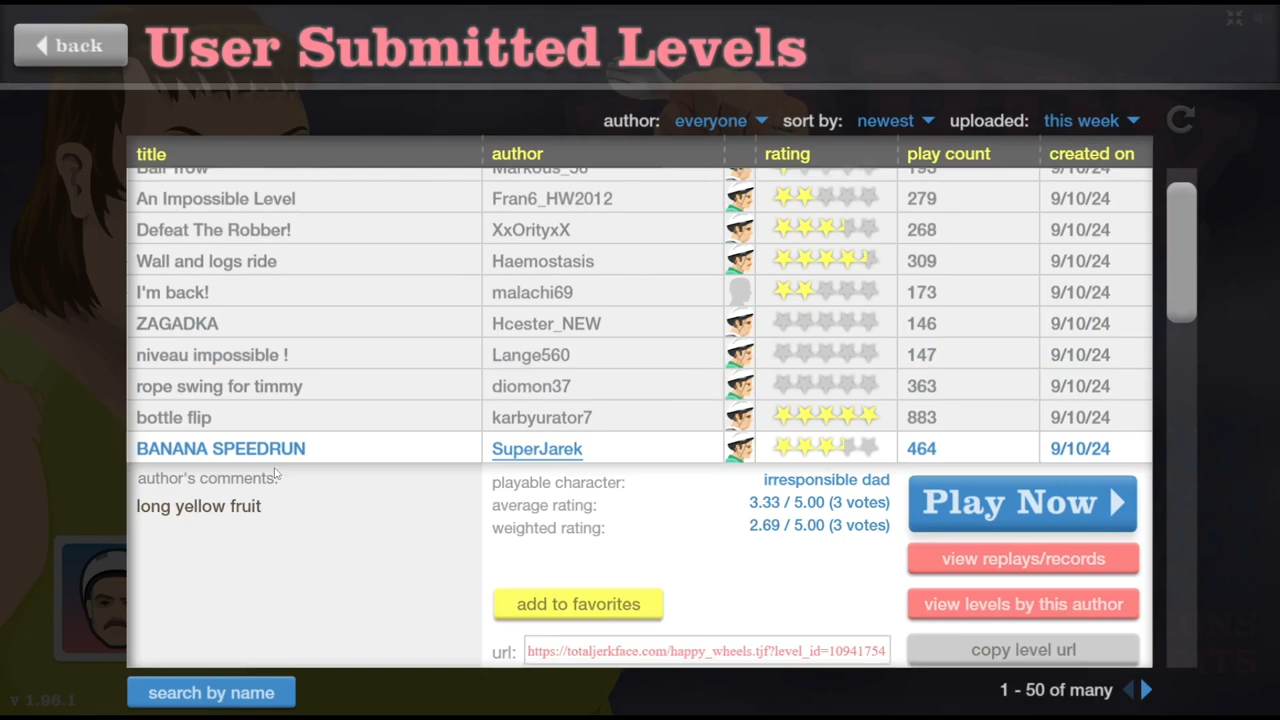 back
User Submitted Levels
author: everyone sort by: newest uploaded: this week
title author rating play count created on
An Impossible Level Fran6_HW2012 279 9/10/24
Defeat The Robber! XxOrityxX 268 9/10/24
Wall and logs ride Haemostasis 309 9/10/24
I'm back! malachi69 173 9/10/24
ZAGADKA Hcester_NEW 146 9/10/24
niveau impossible ! Lange560 147 9/10/24
rope swing for timmy diomon37 363 9/10/24
bottle flip karbyurator7 883 9/10/24
BANANA SPEEDRUN SuperJarek 464 9/10/24
author's comments:
long yellow fruit
playable character: irresponsible dad
average rating: 3.33 / 5.00 (3 votes)
weighted rating: 2.69 / 5.00 (3 votes)
Play Now
view replays/records
add to favorites
view levels by this author
url: https://totaljerkface.com/happy_wheels.tjf?level_id=10941754
copy level url
search by name
1 - 50 of many
v 1.96.1